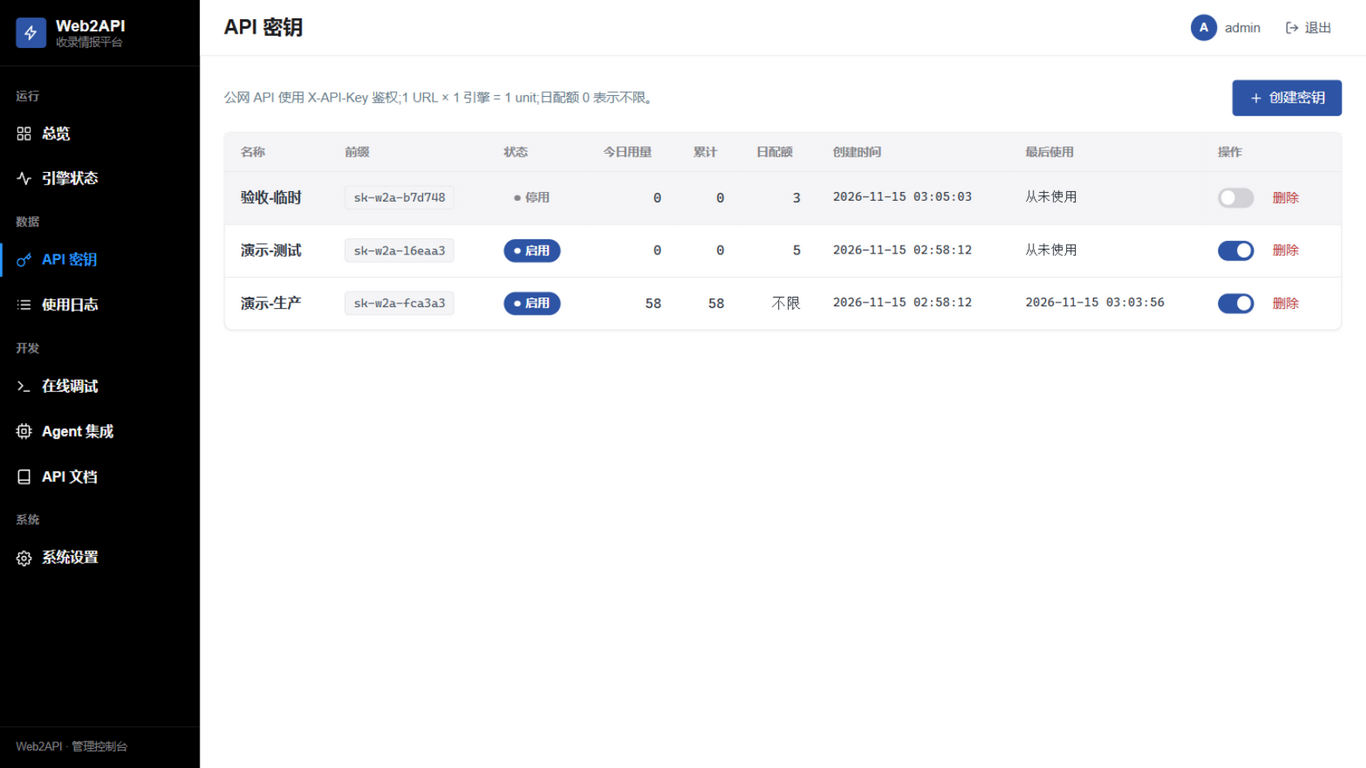 Web2API
收录情报平台
运行
总览
引擎状态
数据
API 密钥
使用日志
开发
在线调试
Agent 集成
API 文档
系统
系统设置
Web2API · 管理控制台
API 密钥
A admin 退出
公网 API 使用 X-API-Key 鉴权;1 URL × 1 引擎 = 1 unit;日配额 0 表示不限。
+ 创建密钥
名称 前缀 状态 今日用量 累计 日配额 创建时间 最后使用 操作
验收-临时 sk-w2a-b7d748 停用 0 0 3 2026-11-15 03:05:03 从未使用 删除
演示-测试 sk-w2a-16eaa3 启用 0 0 5 2026-11-15 02:58:12 从未使用 删除
演示-生产 sk-w2a-fca3a3 启用 58 58 不限 2026-11-15 02:58:12 2026-11-15 03:03:56 删除